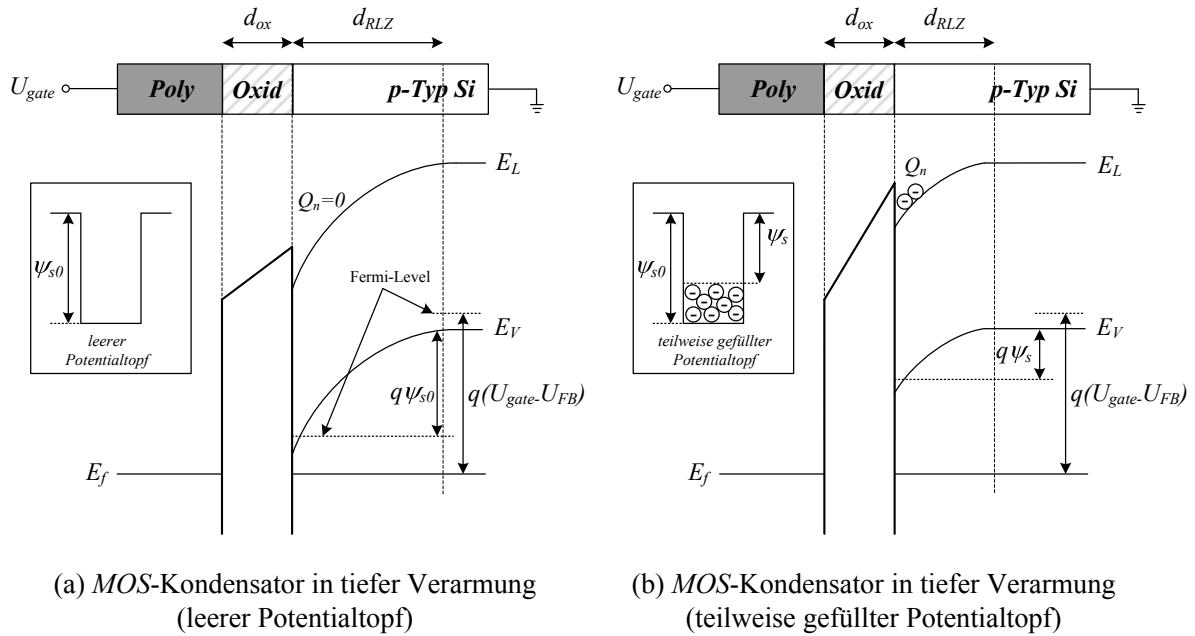 d_ox d_RLZ
U_gate Poly Oxid p-Typ Si
E_L
Q_n=0
ψ_s0
leerer
Potentialtopf
Fermi-Level
E_V
qψ_s0
q(U_gate-U_FB)
E_f
(a) MOS-Kondensator in tiefer Verarmung
(leerer Potentialtopf)
d_ox d_RLZ
U_gate Poly Oxid p-Typ Si
E_L
Q_n
ψ_s0
ψ_s
teilweise gefüllter
Potentialtopf
E_V
qψ_s
q(U_gate-U_FB)
E_f
(b) MOS-Kondensator in tiefer Verarmung
(teilweise gefüllter Potentialtopf)